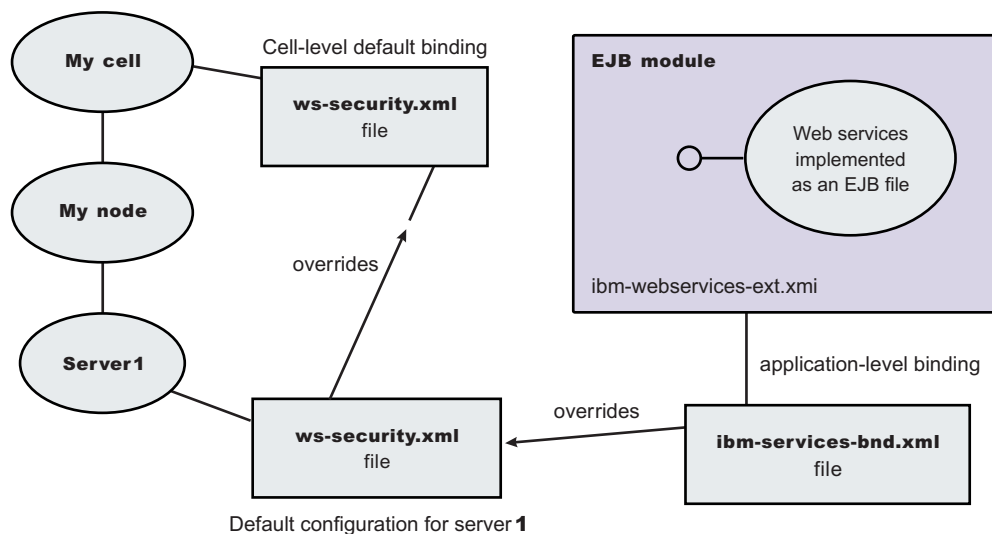 My cell
Cell-level default binding
ws-security.xml
file
EJB module
Web services
implemented
as an EJB file
My node
overrides
ibm-webservices-ext.xmi
Server1
application-level binding
overrides
ws-security.xml
file
ibm-services-bnd.xml
file
Default configuration for server1